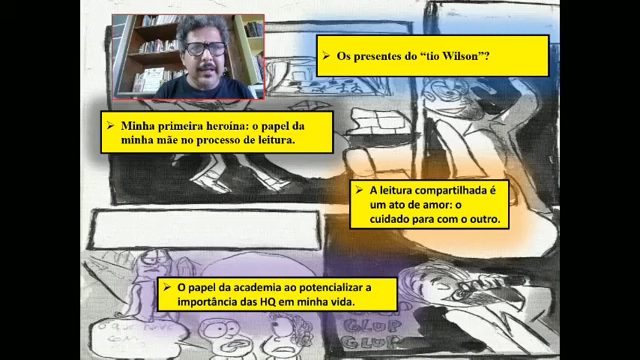 Os presentes do “tio Wilson”?
Minha primeira heroína: o papel da
minha mãe no processo de leitura.
A leitura compartilhada é
um ato de amor: o
cuidado para com o outro.
O papel da academia ao potencializar a
importância das HQ em minha vida.
GLUP
GLUP